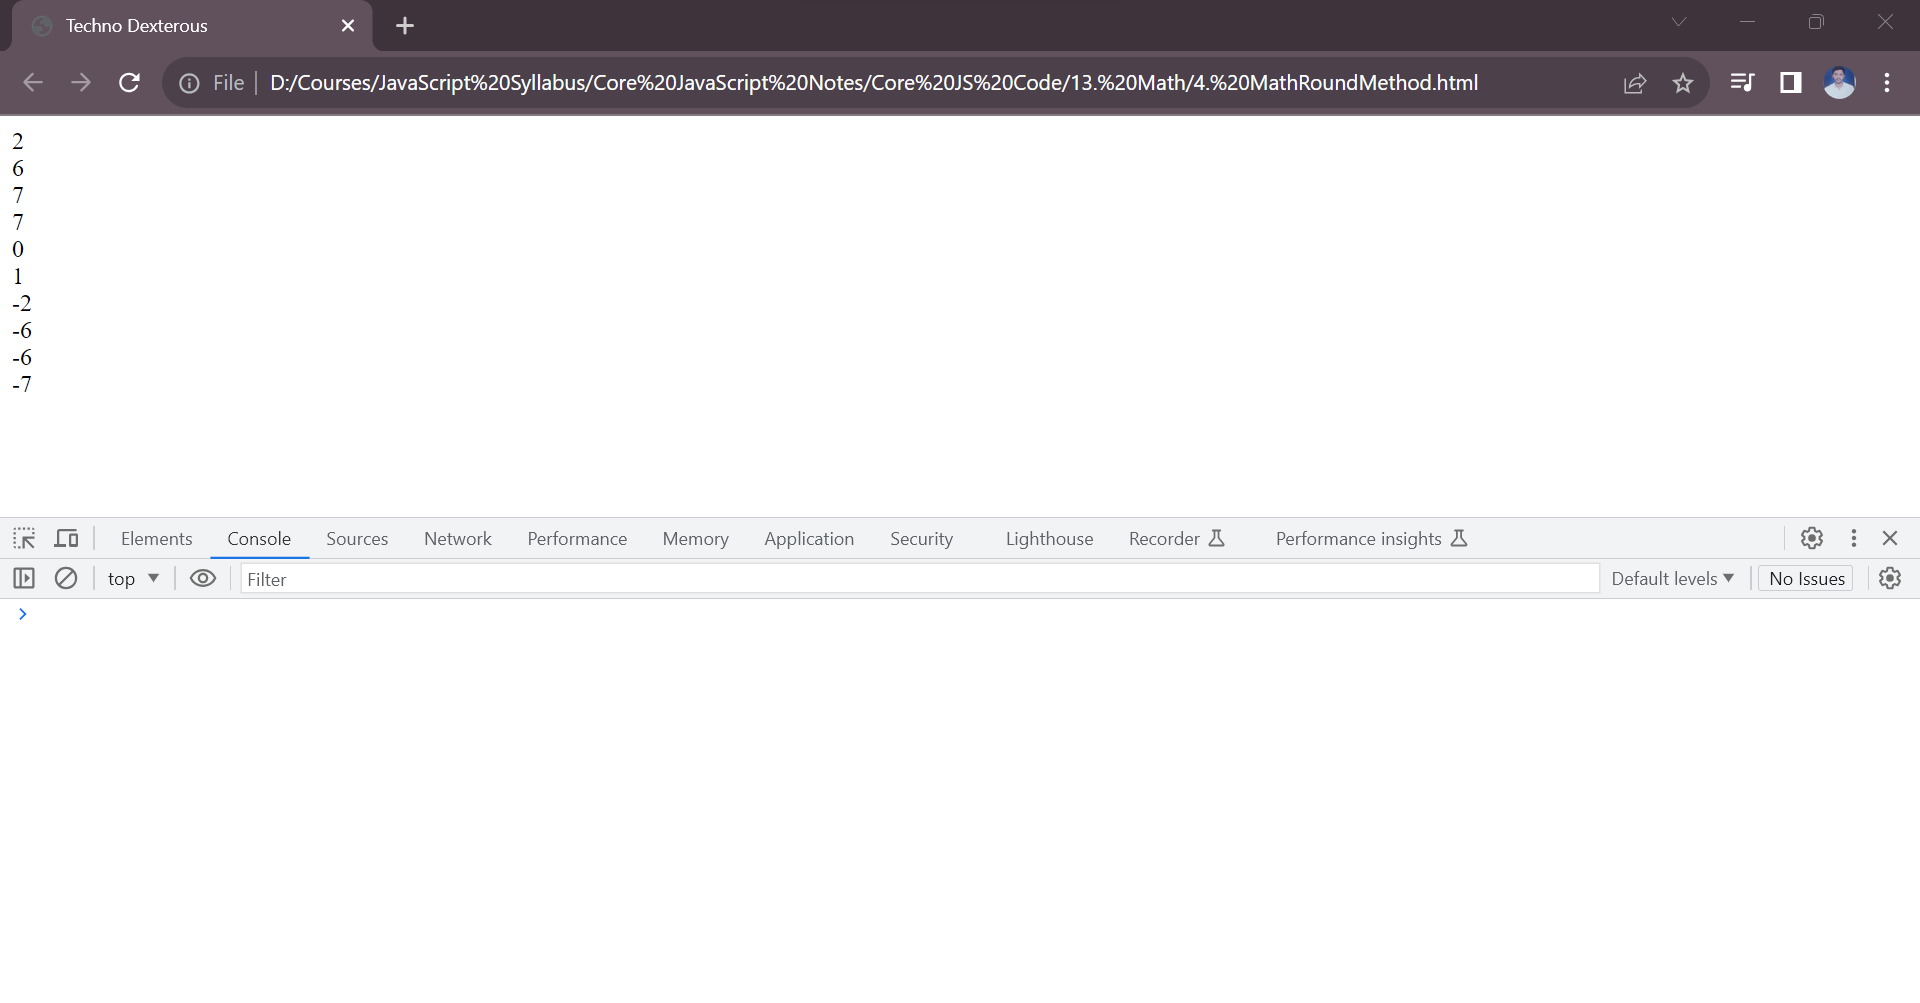 Techno Dexterous
File D:/Courses/JavaScript%20Syllabus/Core%20JavaScript%20Notes/Core%20JS%20Code/13.%20Math/4.%20MathRoundMethod.html
2
6
7
7
0
1
-2
-6
-6
-7
Elements Console Sources Network Performance Memory Application Security Lighthouse Recorder Performance insights
top Filter Default levels No Issues